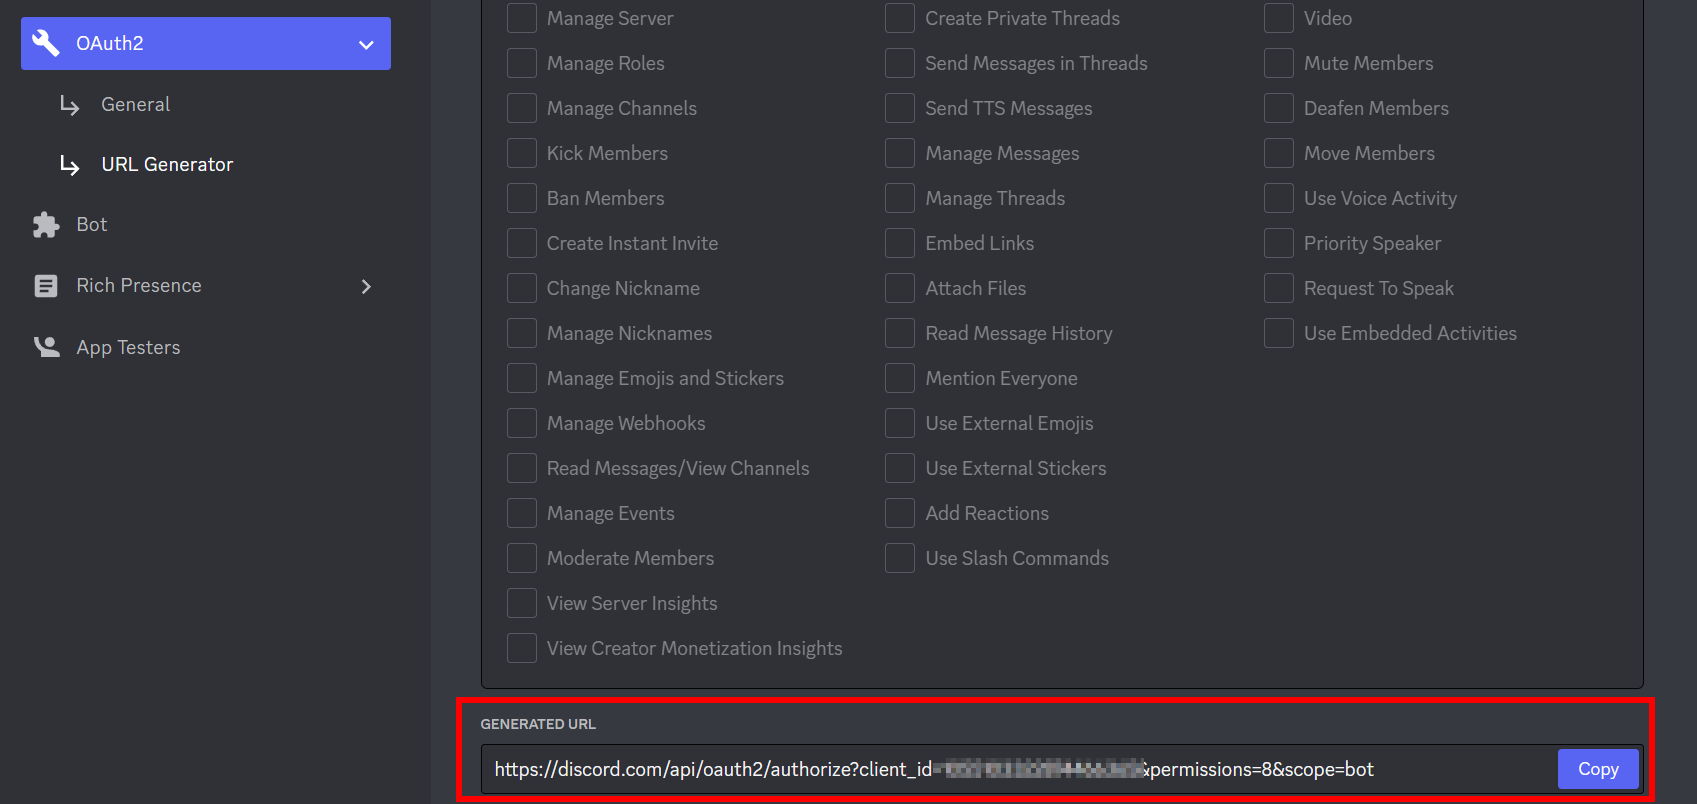 OAuth2
General
URL Generator
Bot
Rich Presence
App Testers
Manage Server
Manage Roles
Manage Channels
Kick Members
Ban Members
Create Instant Invite
Change Nickname
Manage Nicknames
Manage Emojis and Stickers
Manage Webhooks
Read Messages/View Channels
Manage Events
Moderate Members
View Server Insights
View Creator Monetization Insights
Create Private Threads
Send Messages in Threads
Send TTS Messages
Manage Messages
Manage Threads
Embed Links
Attach Files
Read Message History
Mention Everyone
Use External Emojis
Use External Stickers
Add Reactions
Use Slash Commands
Video
Mute Members
Deafen Members
Move Members
Use Voice Activity
Priority Speaker
Request To Speak
Use Embedded Activities
GENERATED URL
https://discord.com/api/oauth2/authorize?client_id= &permissions=8&scope=bot
Copy